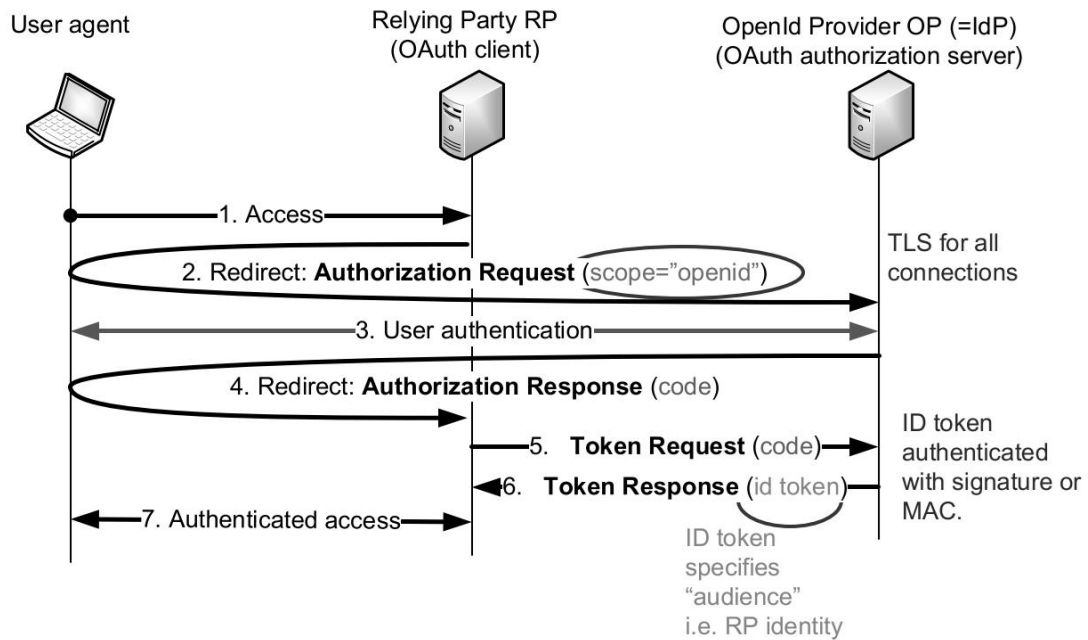 User agent
Relying Party RP
(OAuth client)
OpenId Provider OP (=IdP)
(OAuth authorization server)
1. Access
TLS for all
connections
2. Redirect: Authorization Request (scope=”openid”)
3. User authentication
4. Redirect: Authorization Response (code)
5. Token Request (code)
6. Token Response (id token)
ID token
authenticated
with signature or
MAC.
7. Authenticated access
ID token
specifies
“audience”
i.e. RP identity